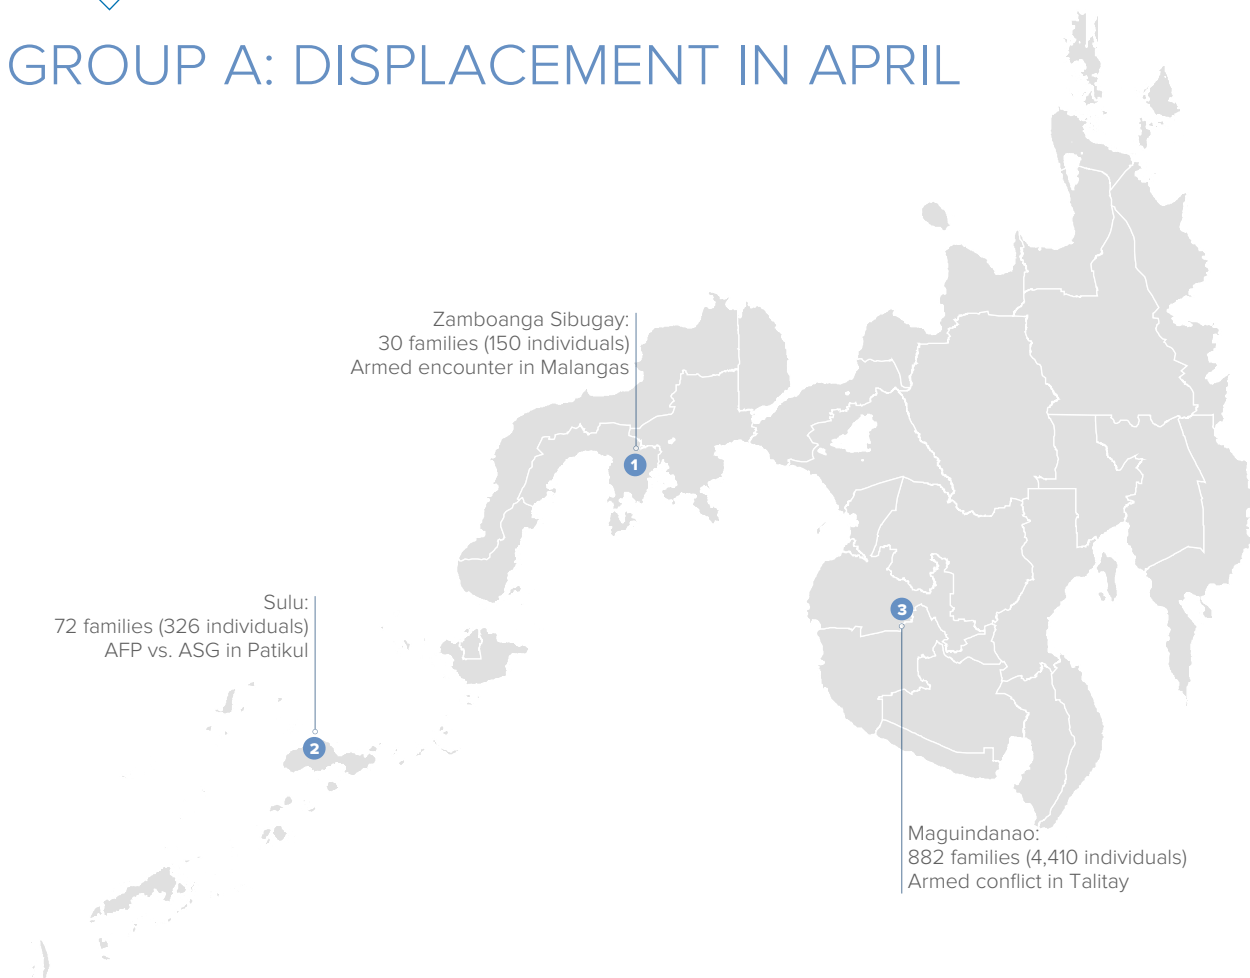 GROUP A: DISPLACEMENT IN APRIL
Zamboanga Sibugay:
30 families (150 individuals)
Armed encounter in Malangas
1
Sulu:
72 families (326 individuals)
AFP vs. ASG in Patikul
2
3
Maguindanao:
882 families (4,410 individuals)
Armed conflict in Talitay